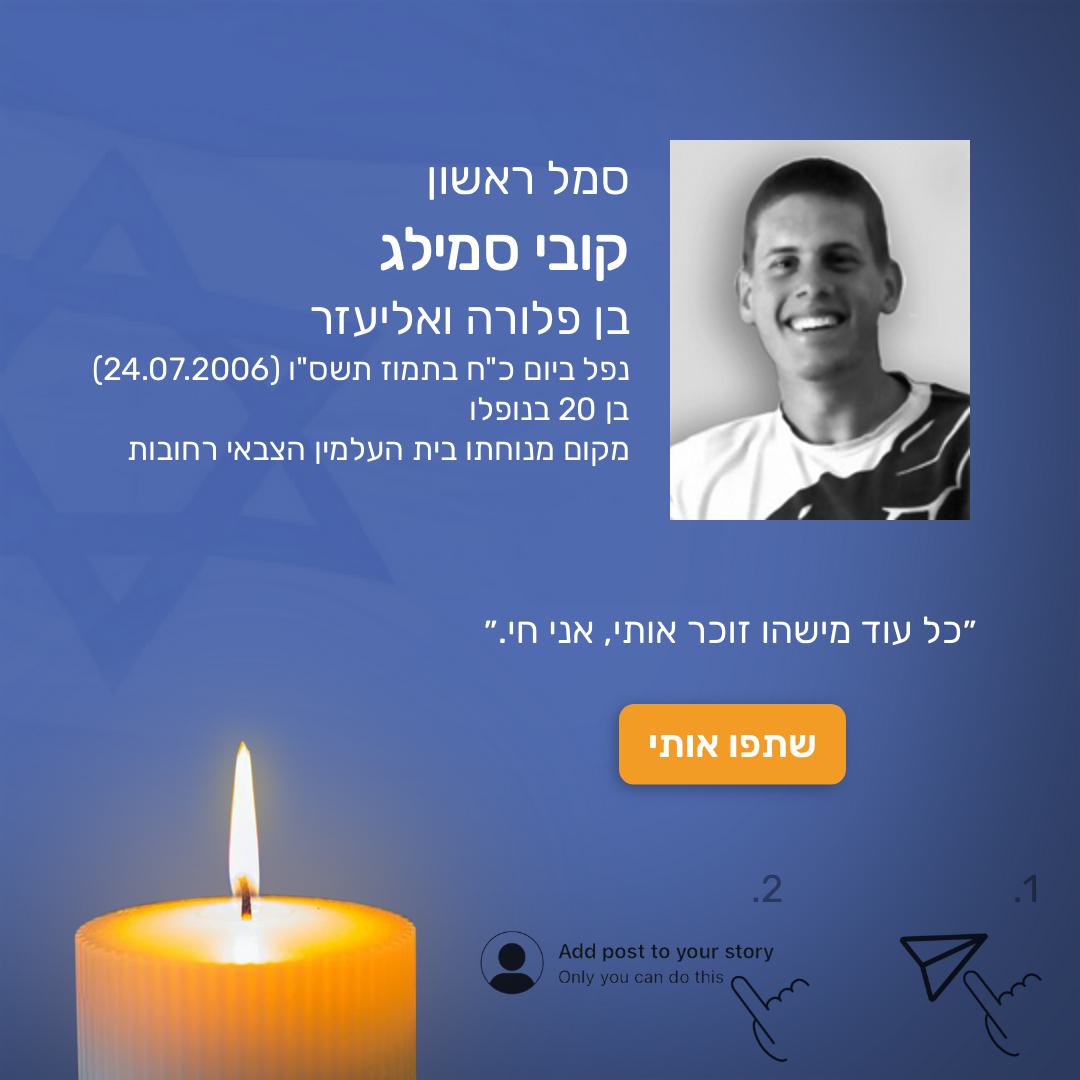 סמל ראשון
קובי סמילג
בן פלורה ואליעזר
נפל ביום כ"ח בתמוז תשס"ו (24.07.2006)
בן 20 בנופלו
מקום מנוחתו בית העלמין הצבאי רחובות
״כל עוד מישהו זוכר אותי, אני חי.״
שתפו אותי
1.
2.
Add post to your story
Only you can do this